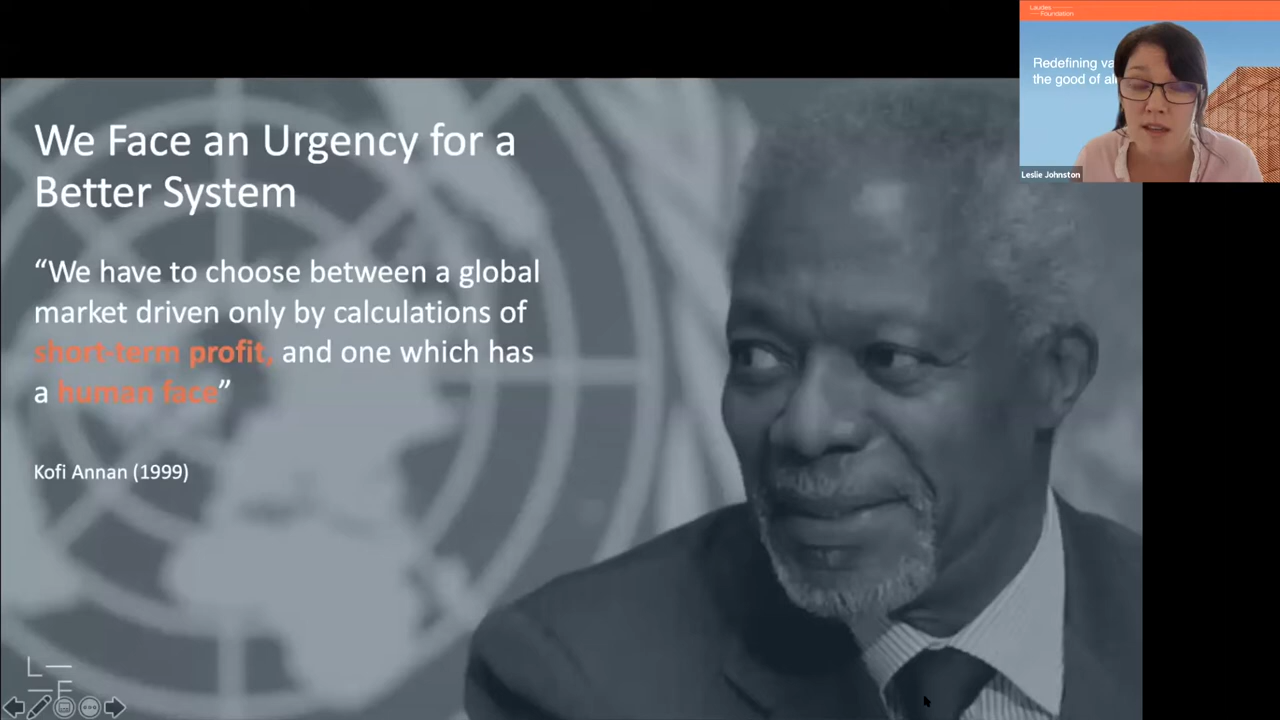 We Face an Urgency for a
Better System
“We have to choose between a global
market driven only by calculations of
short-term profit, and one which has
a human face”
Kofi Annan (1999)
L
F
Laudes
Foundation
Redefining va
the good of al
Leslie Johnston